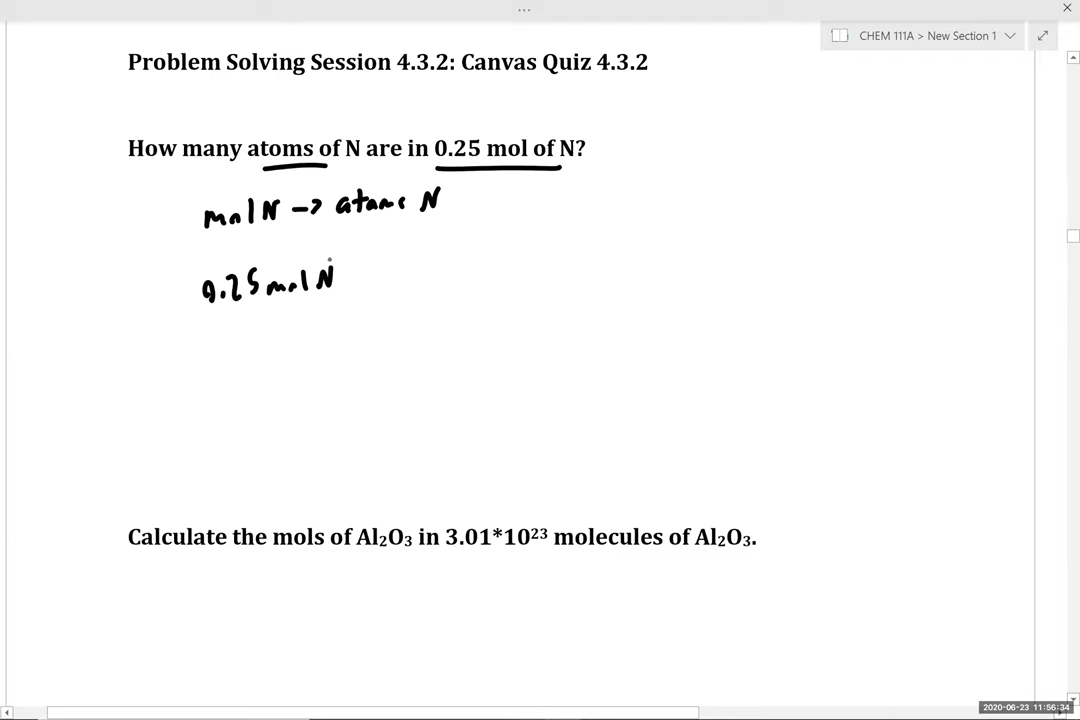 ...
CHEM 111A > New Section 1
Problem Solving Session 4.3.2: Canvas Quiz 4.3.2
How many atoms of N are in 0.25 mol of N?
mol N -> atoms N
0.25 mol N
Calculate the mols of Al₂O₃ in 3.01*10²³ molecules of Al₂O₃.
2020-06-23 11:56:34